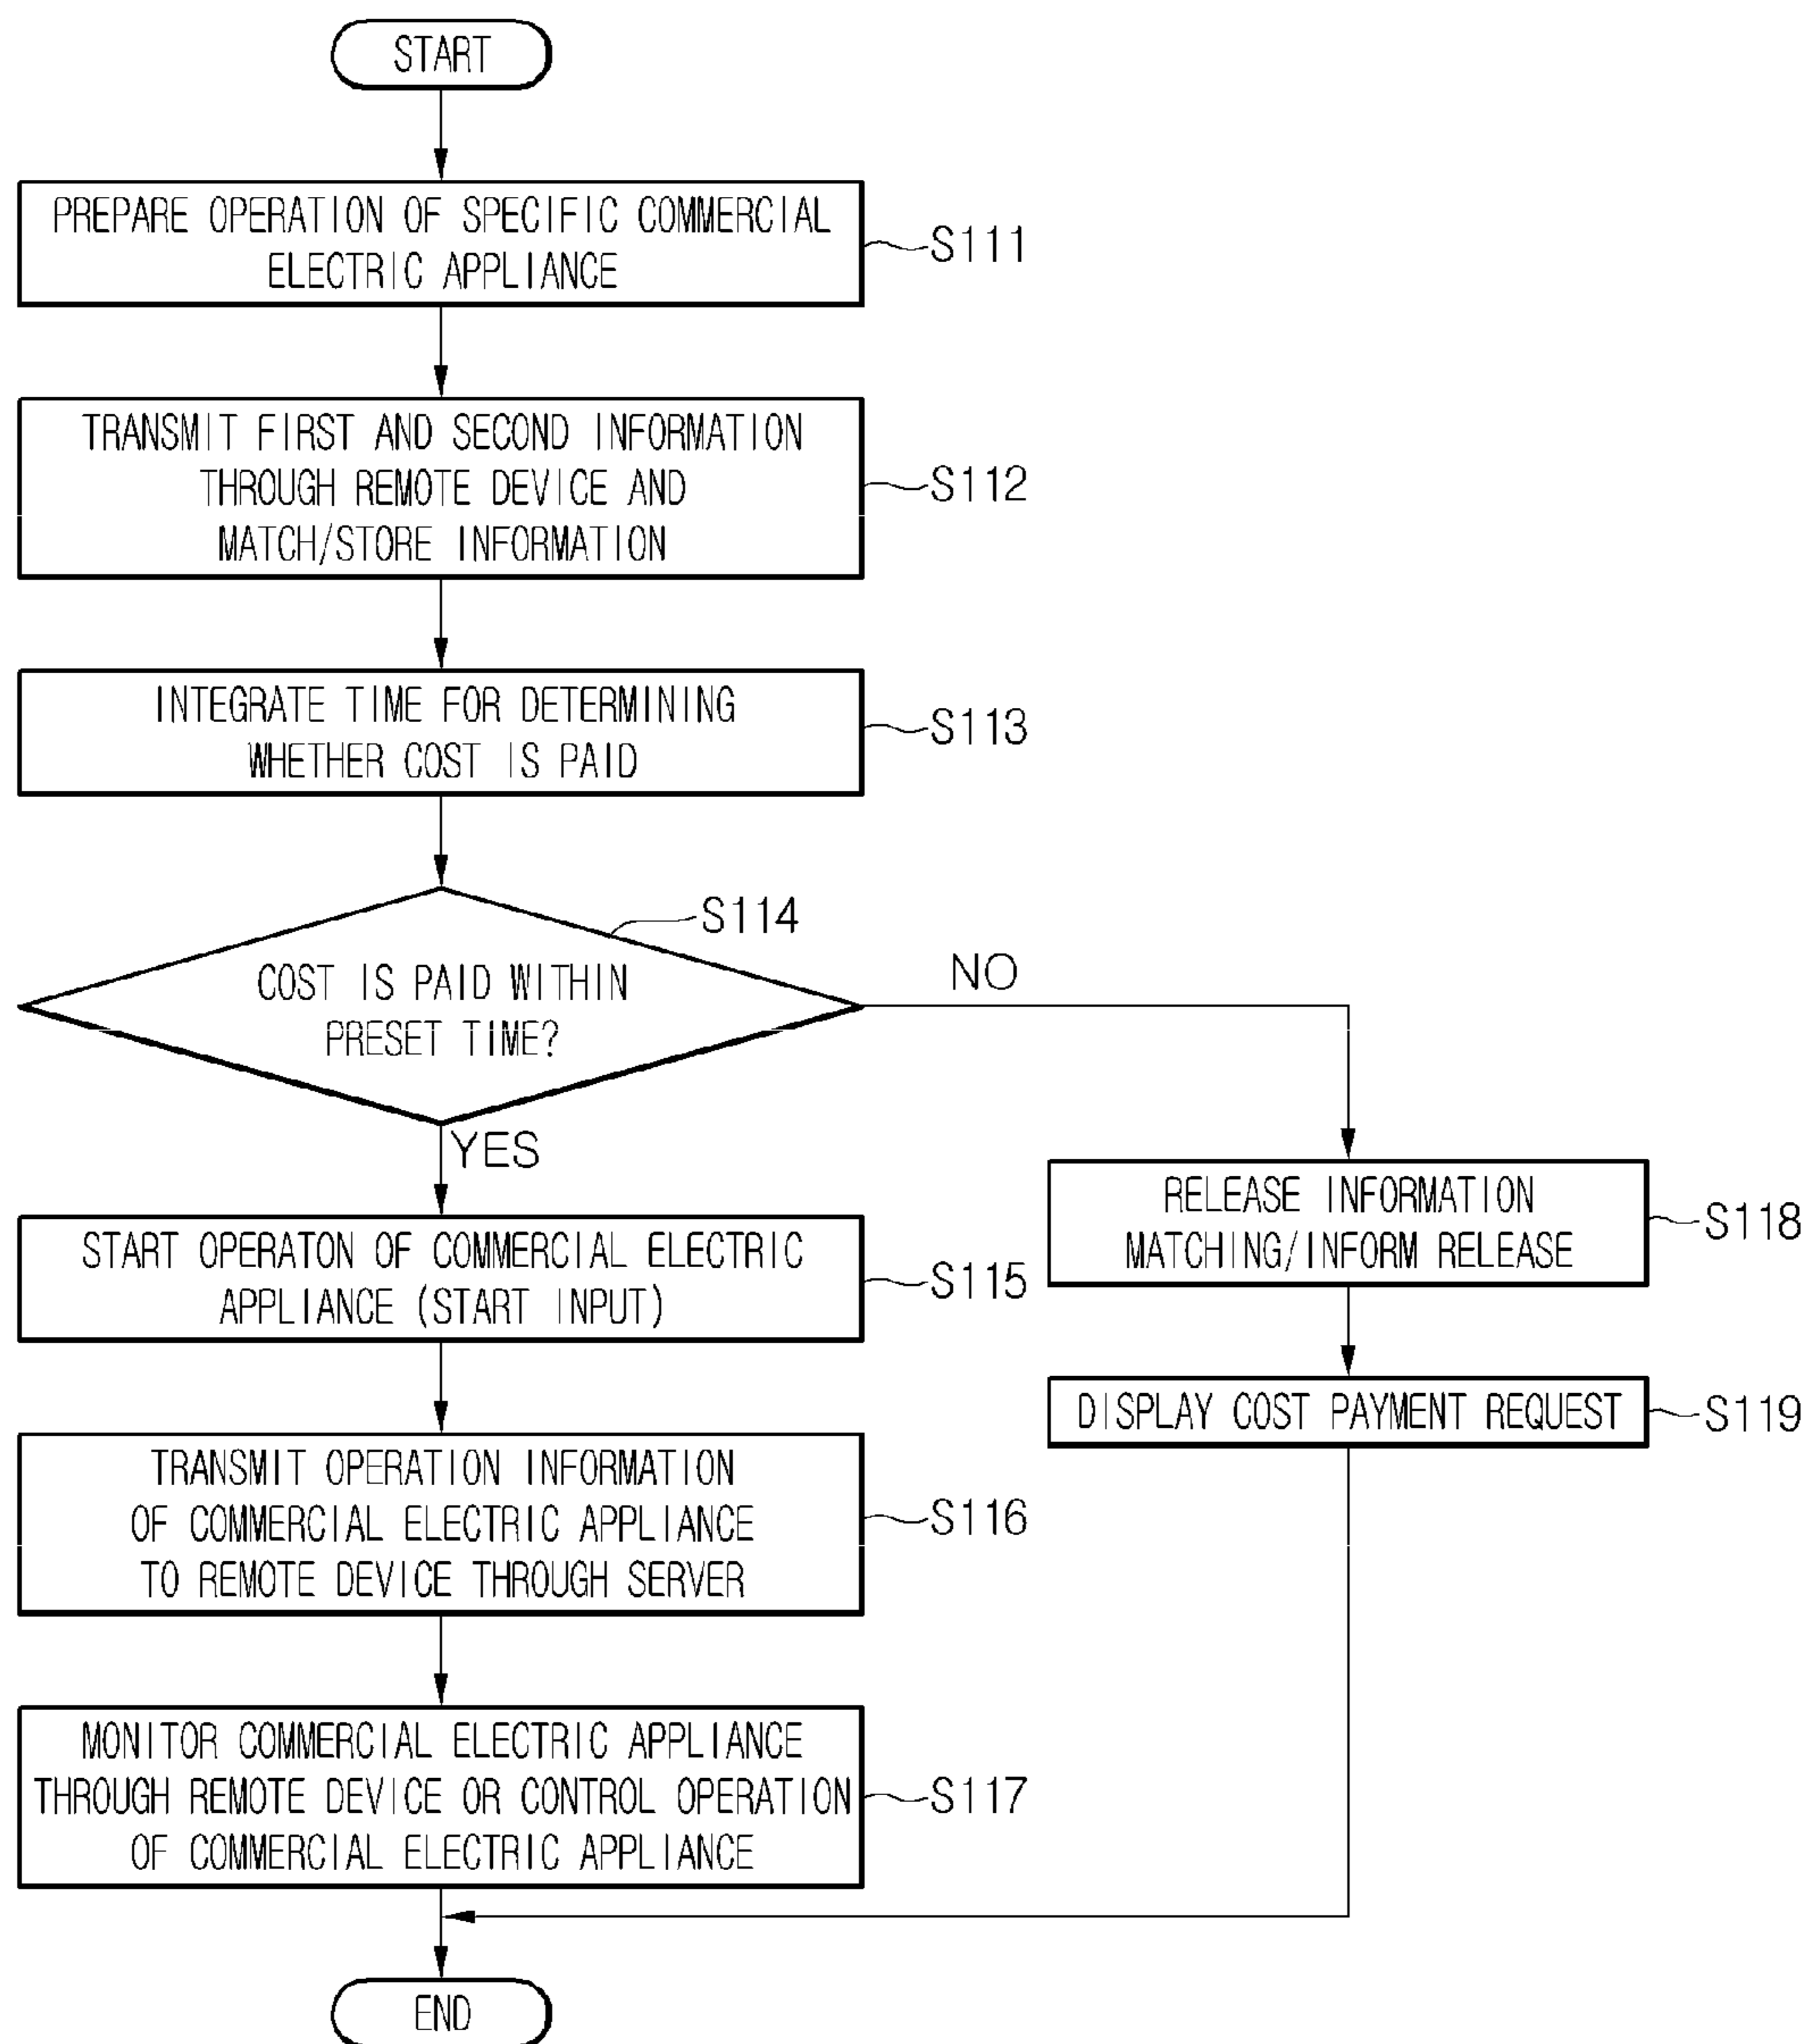 START
PREPARE OPERATION OF SPECIFIC COMMERCIAL
ELECTRIC APPLIANCE
S111
TRANSMIT FIRST AND SECOND INFORMATION
THROUGH REMOTE DEVICE AND
MATCH/STORE INFORMATION
S112
INTEGRATE TIME FOR DETERMINING
WHETHER COST IS PAID
S113
S114
COST IS PAID WITHIN
PRESET TIME?
NO
YES
START OPERATON OF COMMERCIAL ELECTRIC
APPLIANCE (START INPUT)
S115
RELEASE INFORMATION
MATCHING/INFORM RELEASE
S118
DISPLAY COST PAYMENT REQUEST
S119
TRANSMIT OPERATION INFORMATION
OF COMMERCIAL ELECTRIC APPLIANCE
TO REMOTE DEVICE THROUGH SERVER
S116
MONITOR COMMERCIAL ELECTRIC APPLIANCE
THROUGH REMOTE DEVICE OR CONTROL OPERATION
OF COMMERCIAL ELECTRIC APPLIANCE
S117
END